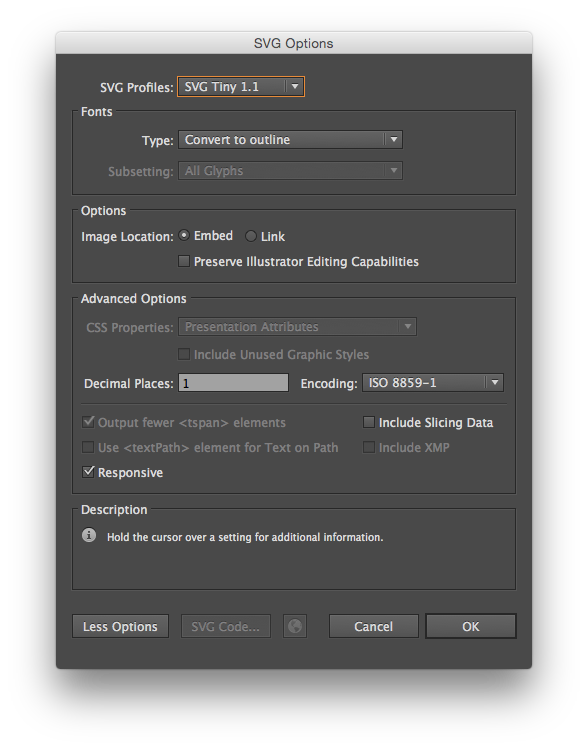 SVG Options
SVG Profiles: SVG Tiny 1.1
Fonts
Type: Convert to outline
Subsetting: All Glyphs
Options
Image Location: Embed Link
Preserve Illustrator Editing Capabilities
Advanced Options
CSS Properties: Presentation Attributes
Include Unused Graphic Styles
Decimal Places: 1 Encoding: ISO 8859-1
Output fewer <tspan> elements Include Slicing Data
Use <textPath> element for Text on Path Include XMP
Responsive
Description
Hold the cursor over a setting for additional information.
Less Options SVG Code... Cancel OK